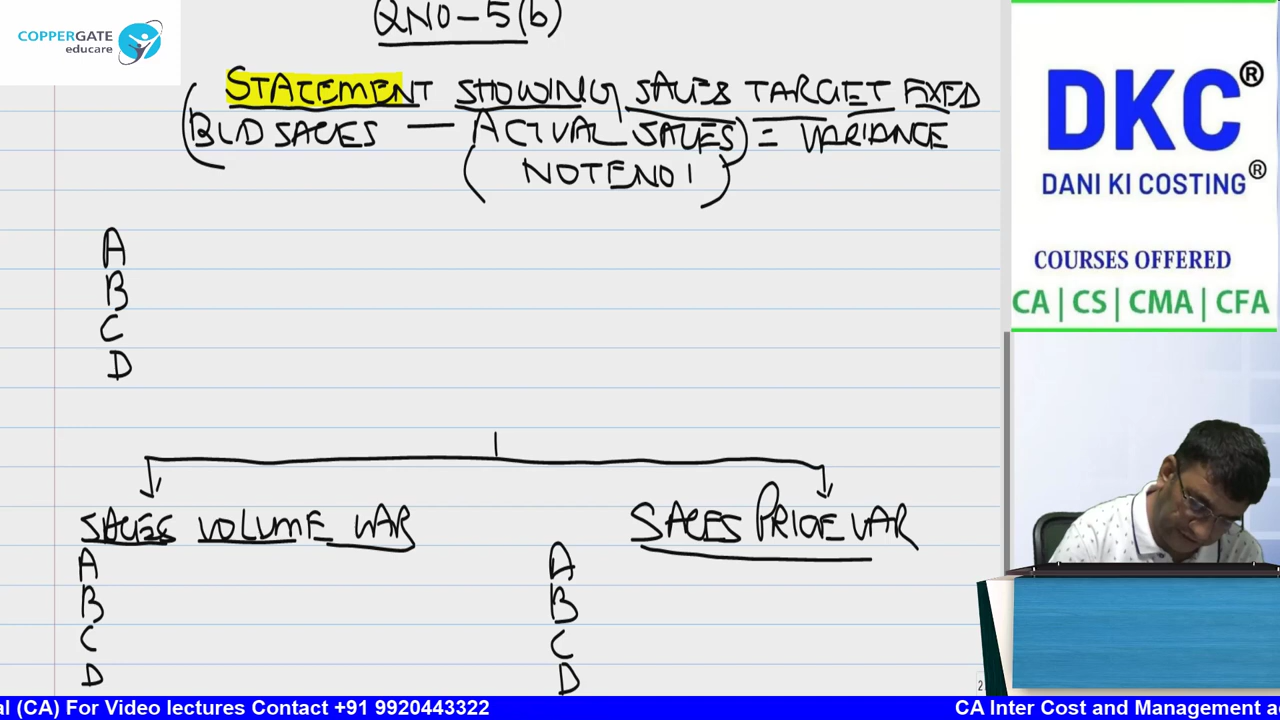 COPPERGATE
educare
QNO-5(b)
STATEMENT SHOWING SALES TARGET FIXED
(BUD SALES — ACTUAL SALES) = VARIANCE
(NOTE NO 1)
A
B
C
D
SALES VOLUME VAR
SALES PRICE VAR
A
B
C
D
A
B
C
D
DKC®
DANI KI COSTING®
COURSES OFFERED
CA | CS | CMA | CFA
2
al (CA) For Video lectures Contact +91 9920443322
CA Inter Cost and Management a